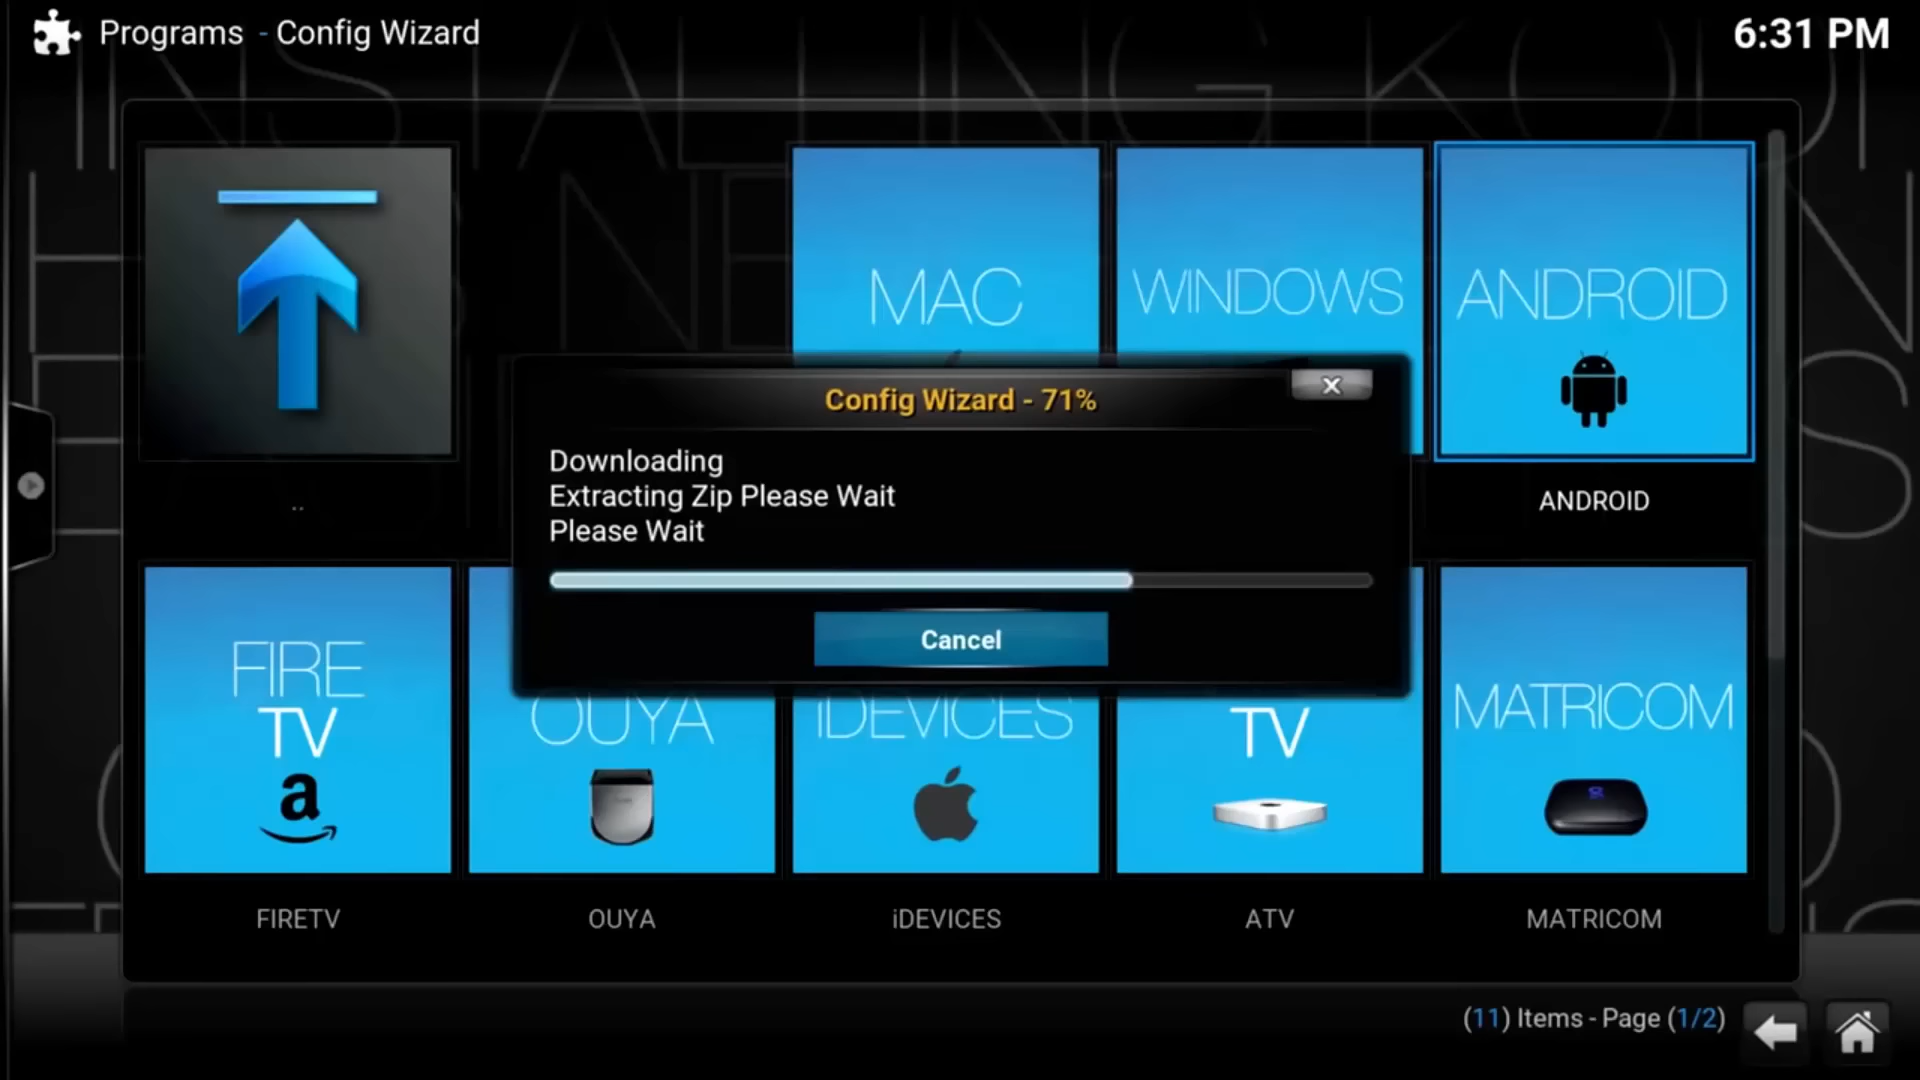 Programs - Config Wizard
6:31 PM
MAC
WINDOWS
ANDROID
Config Wizard - 71%
Downloading
Extracting Zip Please Wait
Please Wait
Cancel
..
ANDROID
FIRE
TV
a
OUYA
iDEVICES
TV
MATRICOM
FIRETV
OUYA
iDEVICES
ATV
MATRICOM
(11) Items - Page (1/2)